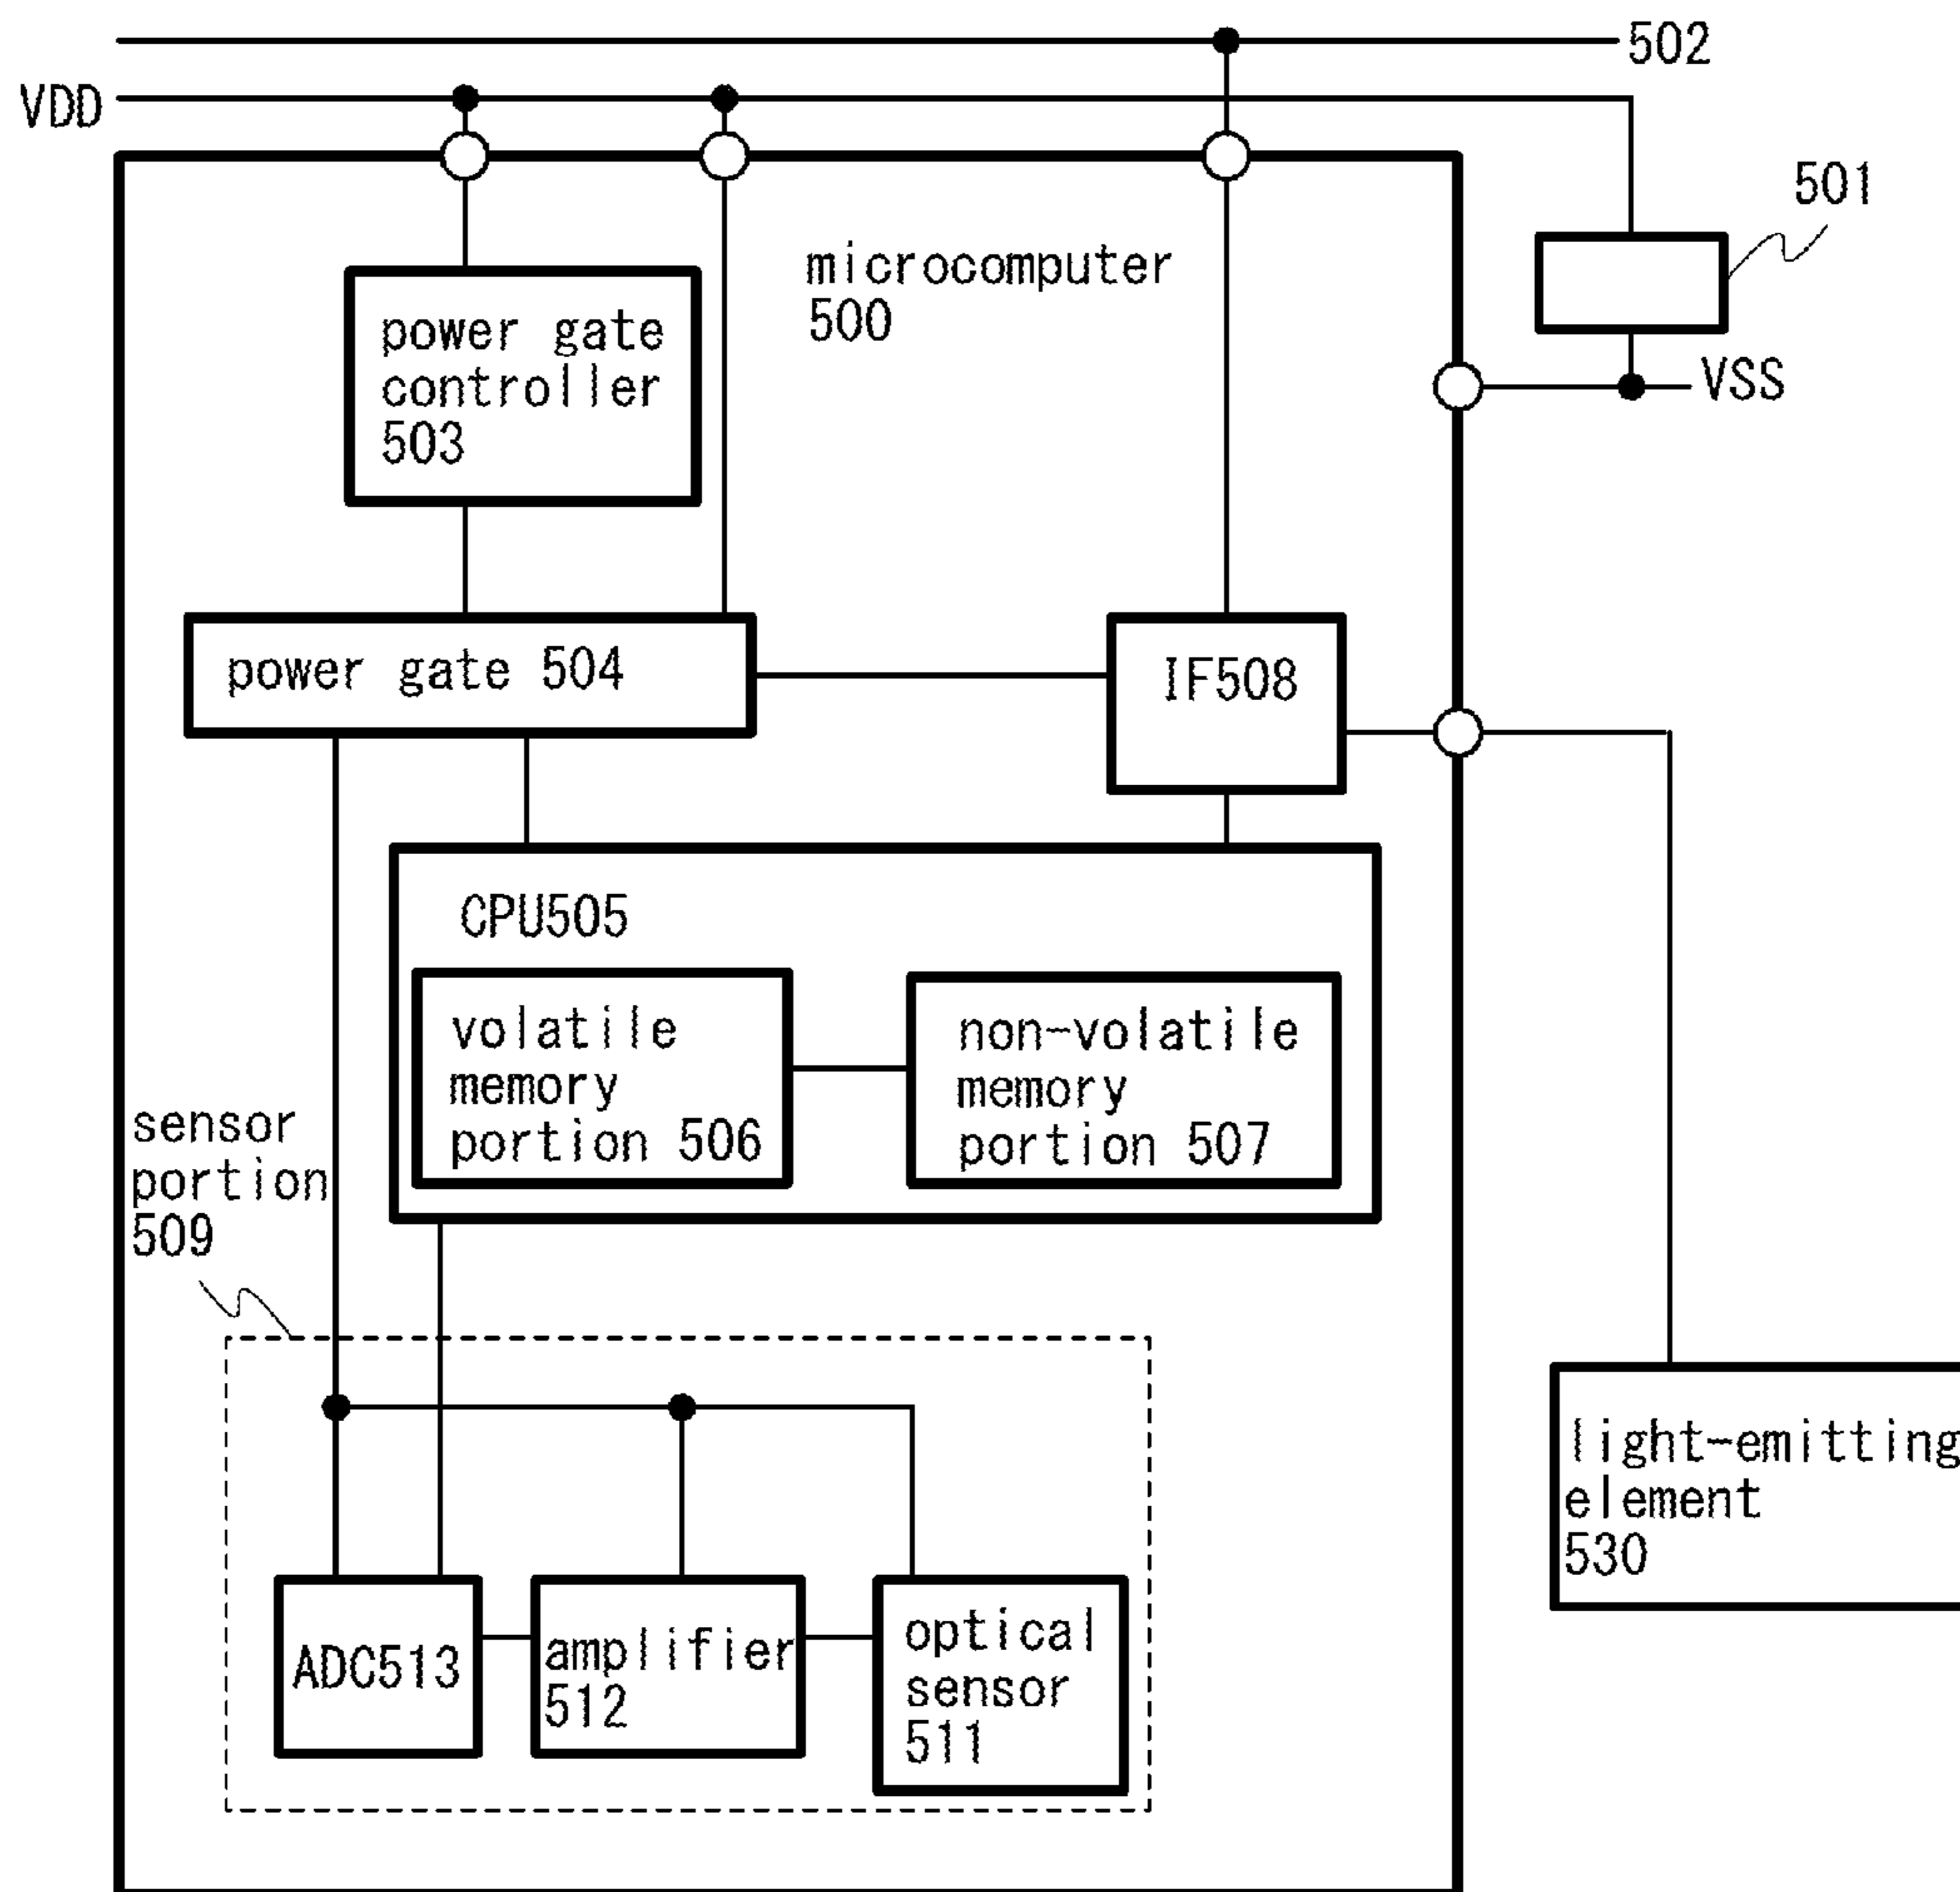 502
VDD
501
microcomputer
500
power gate
controller
503
VSS
power gate 504
IF508
CPU505
volatile
memory
portion 506
non-volatile
memory
portion 507
sensor
portion
509
light-emitting
element
530
ADC513
amplifier
512
optical
sensor
511